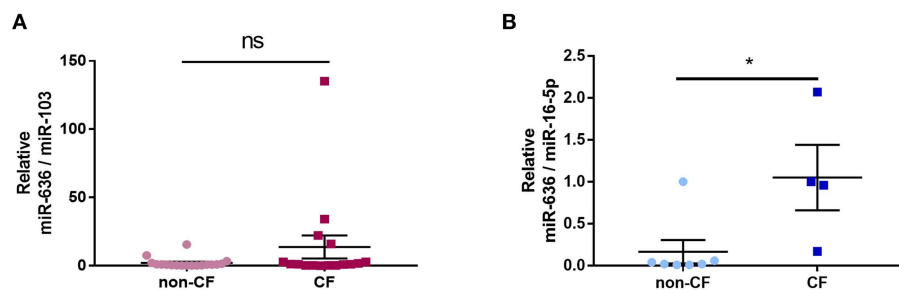 A
ns
Relative
miR-636 / miR-103
150
100
50
0
non-CF
CF
B
*
Relative
miR-636 / miR-16-5p
2.5
2.0
1.5
1.0
0.5
0.0
non-CF
CF